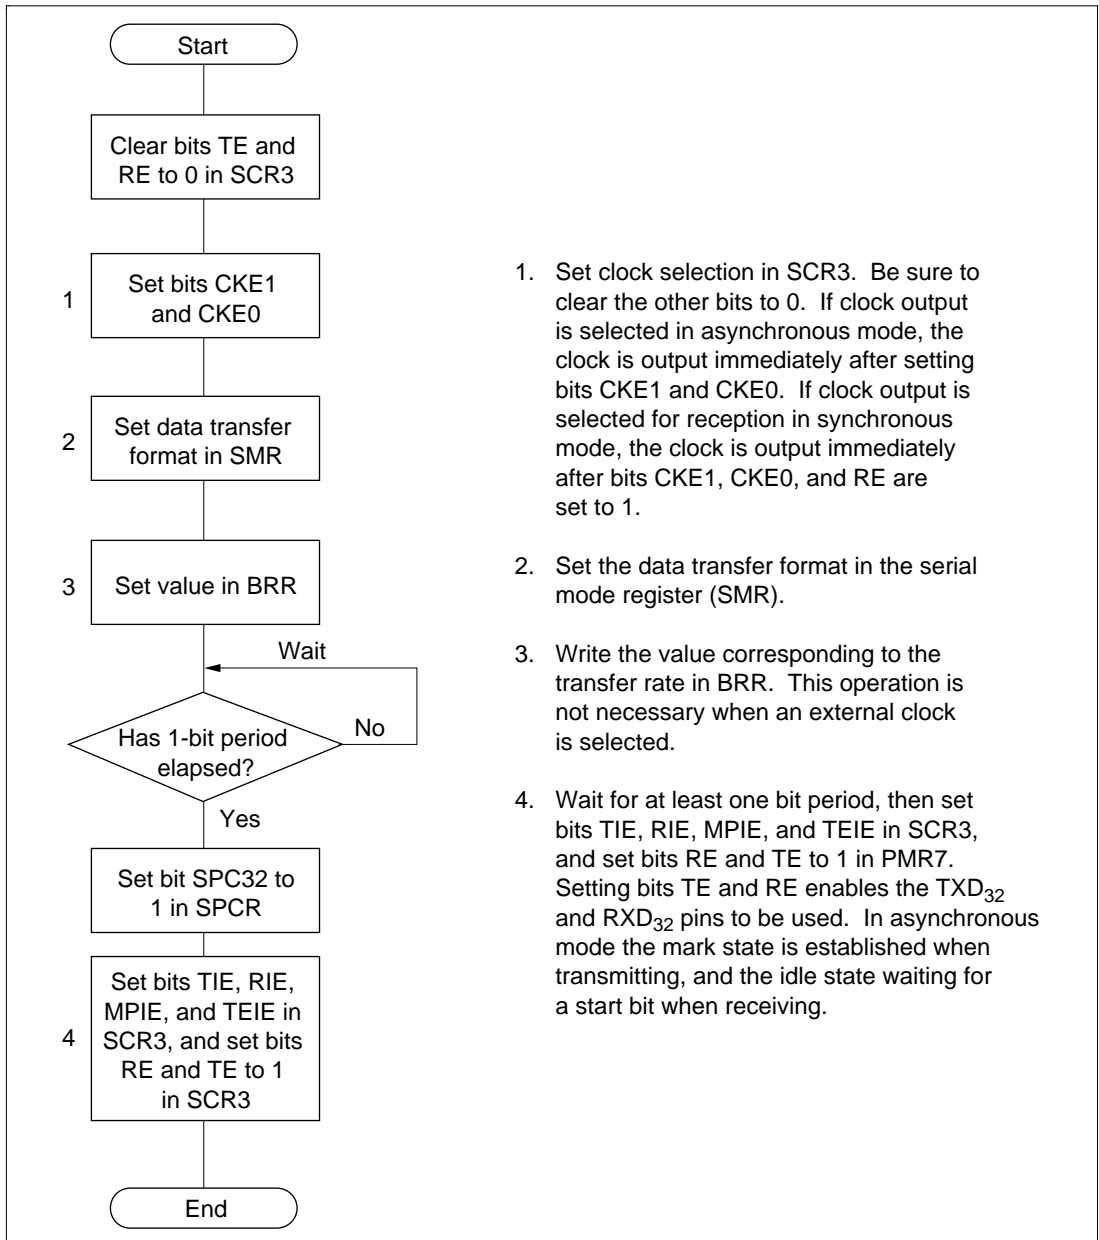 Start
Clear bits TE and
RE to 0 in SCR3
1
Set bits CKE1
and CKE0
2
Set data transfer
format in SMR
3
Set value in BRR
Wait
Has 1-bit period
elapsed?
No
Yes
Set bit SPC32 to
1 in SPCR
4
Set bits TIE, RIE,
MPIE, and TEIE in
SCR3, and set bits
RE and TE to 1
in SCR3
End
1. Set clock selection in SCR3. Be sure to
clear the other bits to 0. If clock output
is selected in asynchronous mode, the
clock is output immediately after setting
bits CKE1 and CKE0. If clock output is
selected for reception in synchronous
mode, the clock is output immediately
after bits CKE1, CKE0, and RE are
set to 1.
2. Set the data transfer format in the serial
mode register (SMR).
3. Write the value corresponding to the
transfer rate in BRR. This operation is
not necessary when an external clock
is selected.
4. Wait for at least one bit period, then set
bits TIE, RIE, MPIE, and TEIE in SCR3,
and set bits RE and TE to 1 in PMR7.
Setting bits TE and RE enables the TXD32
and RXD32 pins to be used. In asynchronous
mode the mark state is established when
transmitting, and the idle state waiting for
a start bit when receiving.